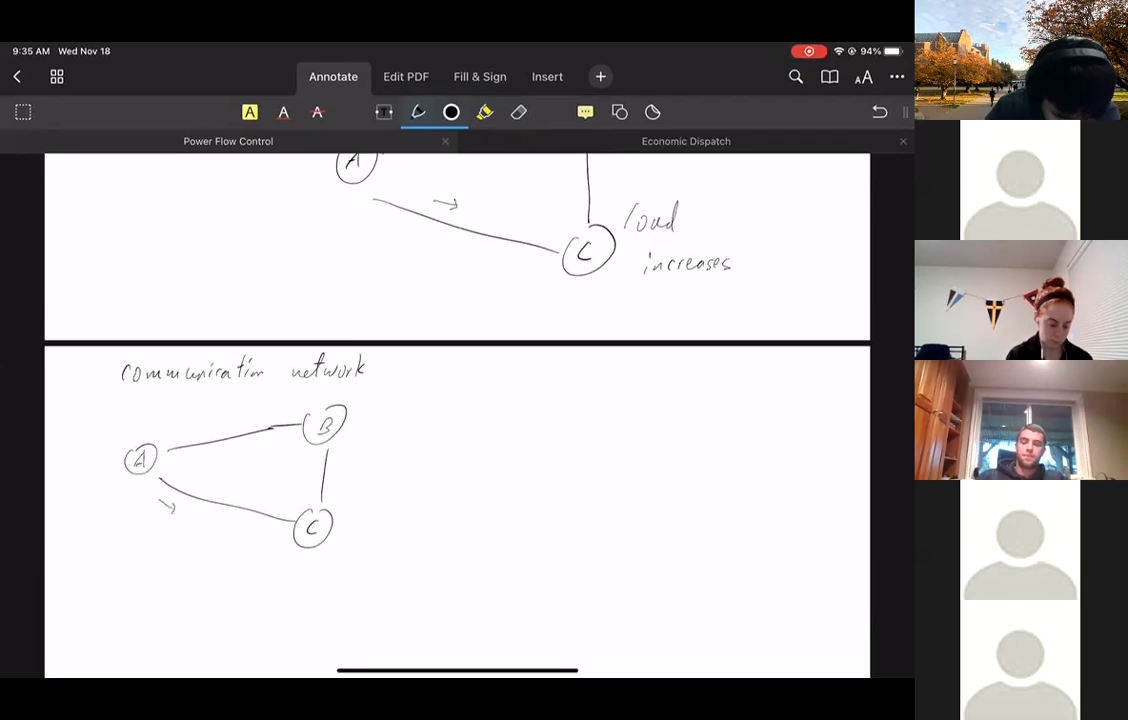 9:35 AM Wed Nov 18
94%
Annotate Edit PDF Fill & Sign Insert +
AA
A A A T
Power Flow Control × Economic Dispatch ×
A
→
C
load
increases
communication network
B
A
→
C